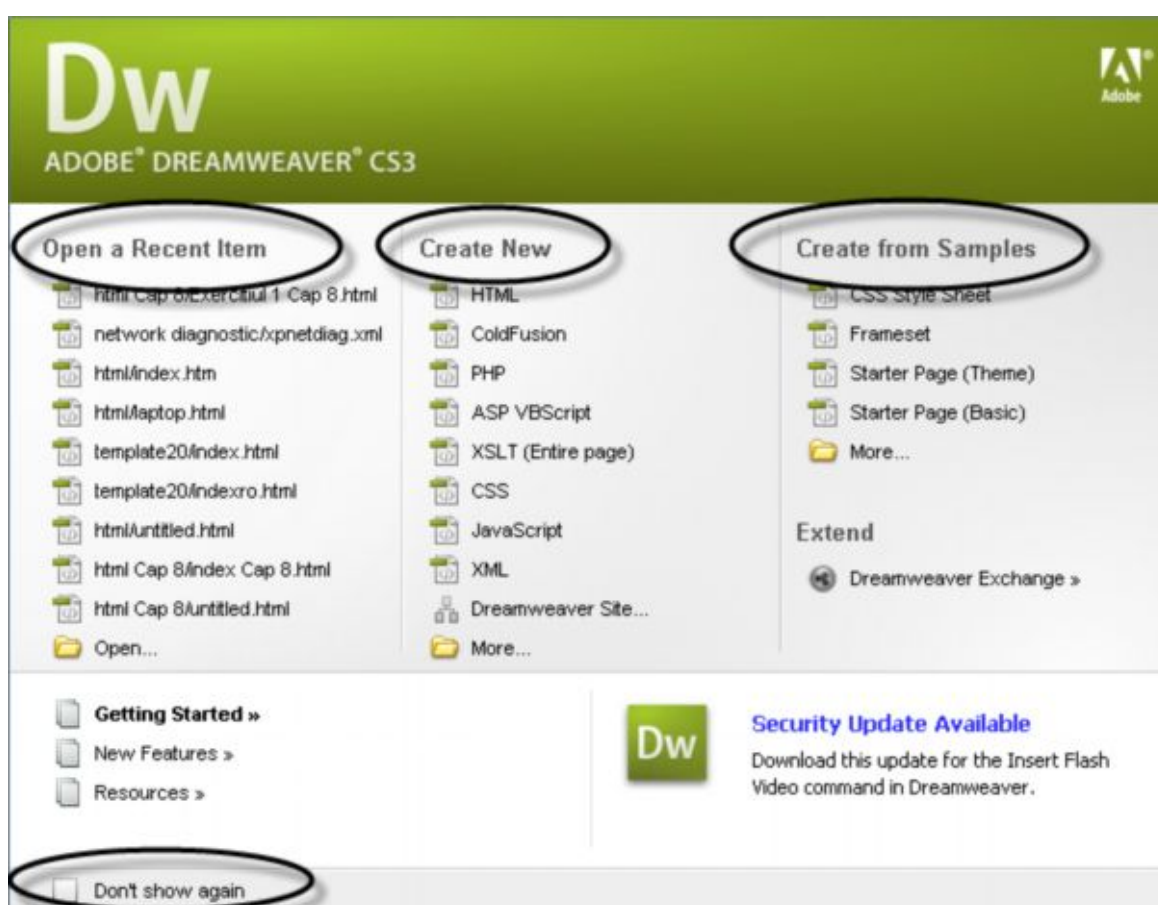 Dw
ADOBE® DREAMWEAVER® CS3
Adobe®
Open a Recent Item
html Cap 8/Exercitiul 1 Cap 8.html
network diagnostic/xpnetdiag.xml
html/index.htm
html/laptop.html
template20/index.html
template20/indexro.html
html/untitled.html
html Cap 8/index Cap 8.html
html Cap 8/untitled.html
Open...
Create New
HTML
ColdFusion
PHP
ASP VBScript
XSLT (Entire page)
CSS
JavaScript
XML
Dreamweaver Site...
More...
Create from Samples
CSS Style Sheet
Frameset
Starter Page (Theme)
Starter Page (Basic)
More...
Extend
Dreamweaver Exchange »
Getting Started »
New Features »
Resources »
Dw
Security Update Available
Download this update for the Insert Flash
Video command in Dreamweaver.
Don't show again